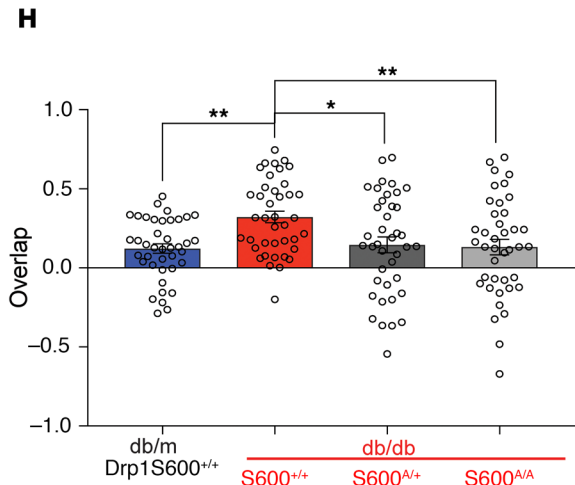 H
**
** *
1.0
0.5
0.0
−0.5
−1.0
Overlap
db/m db/db
Drp1S600+/+
S600+/+ S600A/+ S600A/A